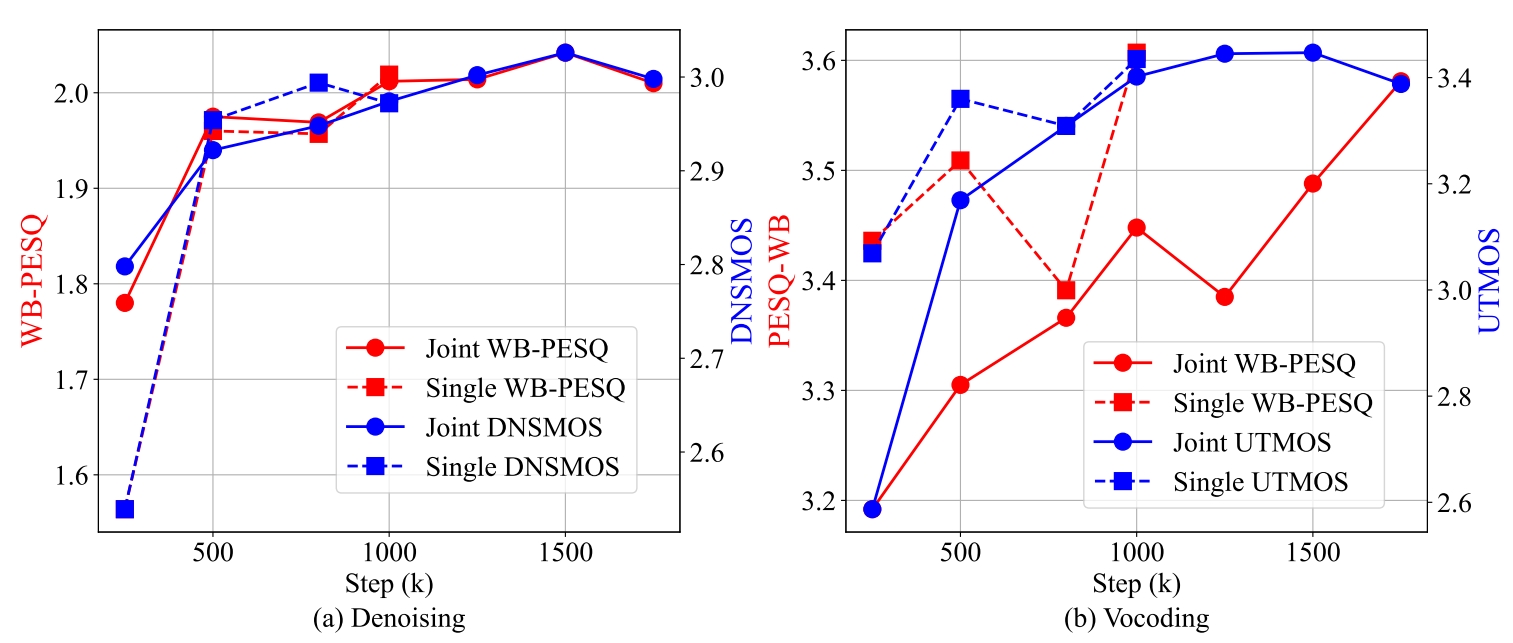 WB-PESQ
2.0
1.9
1.8
1.7
1.6
3.0
2.9
2.8
2.7
2.6
DNSMOS
Joint WB-PESQ
Single WB-PESQ
Joint DNSMOS
Single DNSMOS
500
1000
1500
Step (k)
(a) Denoising
PESQ-WB
3.6
3.5
3.4
3.3
3.2
3.4
3.2
3.0
2.8
2.6
UTMOS
Joint WB-PESQ
Single WB-PESQ
Joint UTMOS
Single UTMOS
500
1000
1500
Step (k)
(b) Vocoding